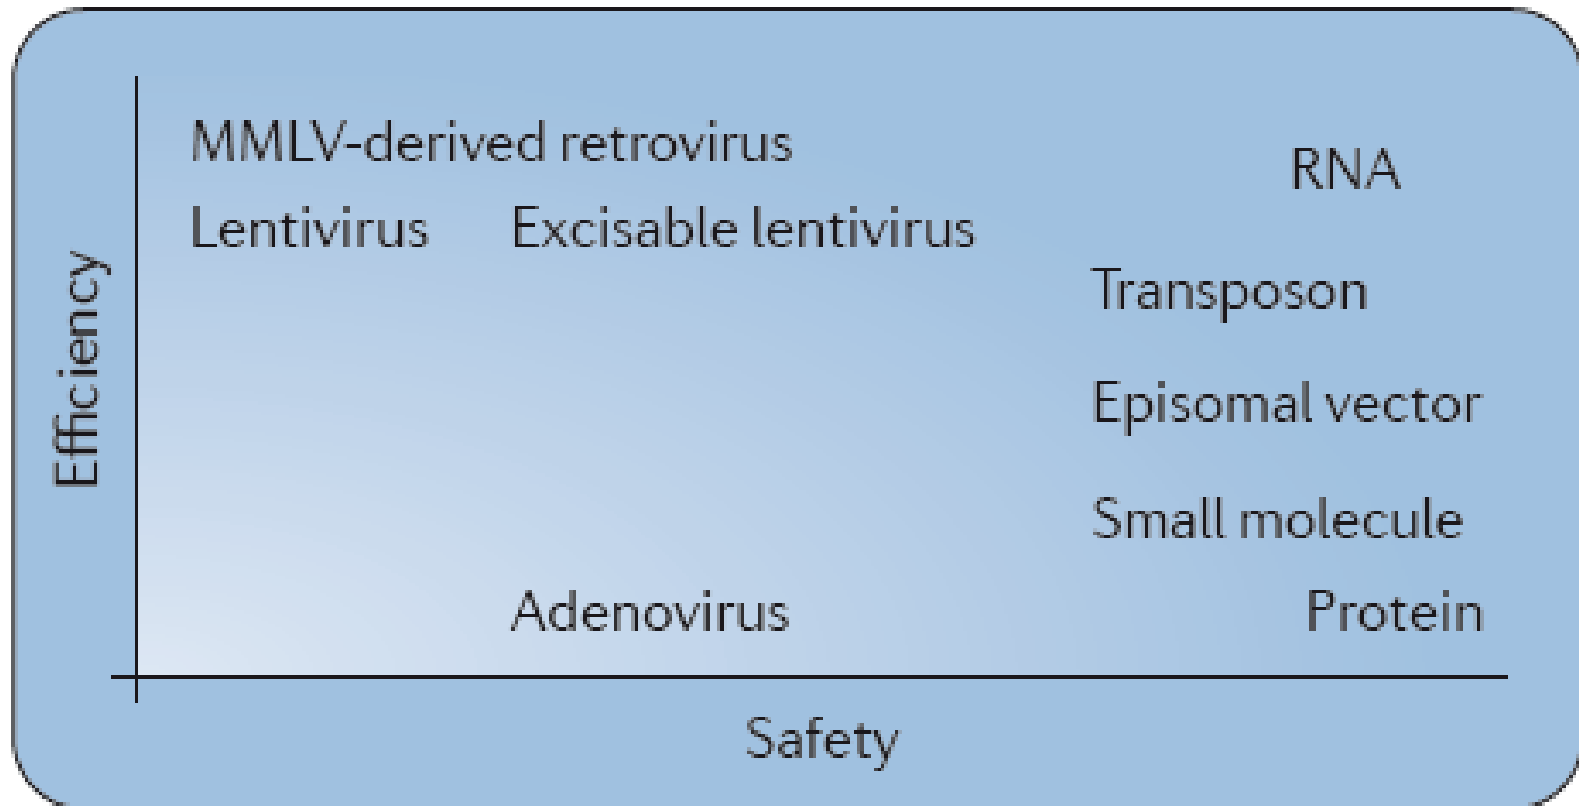 MMLV-derived retrovirus
RNA
Lentivirus Excisable lentivirus
Transposon
Efficiency
Episomal vector
Small molecule
Adenovirus Protein
Safety